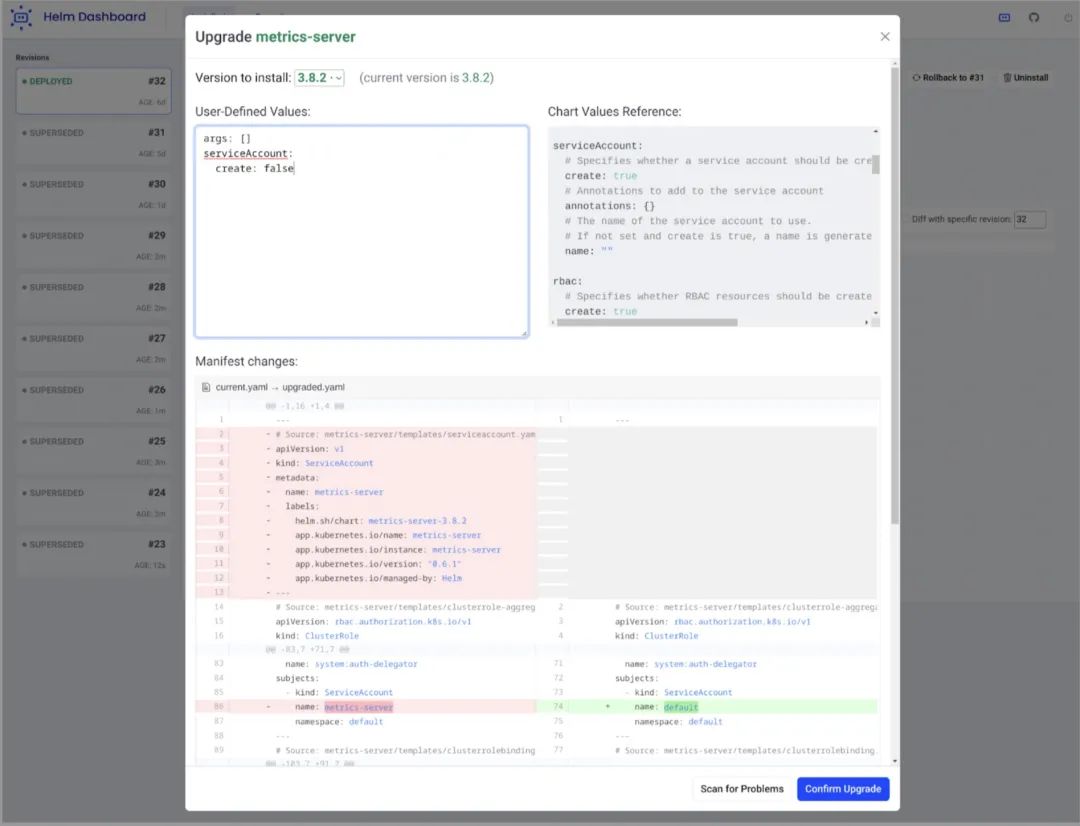 Helm Dashboard
Revisions
DEPLOYED #32
AGE: 6d
SUPERSEDED #31
AGE: 5d
SUPERSEDED #30
AGE: 1d
SUPERSEDED #29
AGE: 2m
SUPERSEDED #28
AGE: 2m
SUPERSEDED #27
AGE: 2m
SUPERSEDED #26
AGE: 1m
SUPERSEDED #25
AGE: 3m
SUPERSEDED #24
AGE: 3m
SUPERSEDED #23
AGE: 12s
Rollback to #31 Uninstall
Diff with specific revision: 32
Upgrade metrics-server
Version to install: 3.8.2 · (current version is 3.8.2)
User-Defined Values:
args: []
serviceAccount:
  create: false
Chart Values Reference:
serviceAccount:
  # Specifies whether a service account should be cre
  create: true
  # Annotations to add to the service account
  annotations: {}
  # The name of the service account to use.
  # If not set and create is true, a name is generate
  name: ""
rbac:
  # Specifies whether RBAC resources should be create
  create: true
Manifest changes:
current.yaml → upgraded.yaml
@@ -1,16 +1,4 @@
1 --- 1 ---
2 - # Source: metrics-server/templates/serviceaccount.yam
3 - apiVersion: v1
4 - kind: ServiceAccount
5 - metadata:
6 -   name: metrics-server
7 -   labels:
8 -     helm.sh/chart: metrics-server-3.8.2
9 -     app.kubernetes.io/name: metrics-server
10 -     app.kubernetes.io/instance: metrics-server
11 -     app.kubernetes.io/version: "0.6.1"
12 -     app.kubernetes.io/managed-by: Helm
13 - ---
14 # Source: metrics-server/templates/clusterrole-aggreg 2 # Source: metrics-server/templates/clusterrole-aggrega
15 apiVersion: rbac.authorization.k8s.io/v1 3 apiVersion: rbac.authorization.k8s.io/v1
16 kind: ClusterRole 4 kind: ClusterRole
@@ -83,7 +71,7 @@
83   name: system:auth-delegator 71   name: system:auth-delegator
84 subjects: 72 subjects:
85   - kind: ServiceAccount 73   - kind: ServiceAccount
86 -     name: metrics-server 74 +     name: default
87     namespace: default 75     namespace: default
88 --- 76 ---
89 # Source: metrics-server/templates/clusterrolebinding 77 # Source: metrics-server/templates/clusterrolebinding
@@ -103,7 +91,7 @@
Scan for Problems Confirm Upgrade